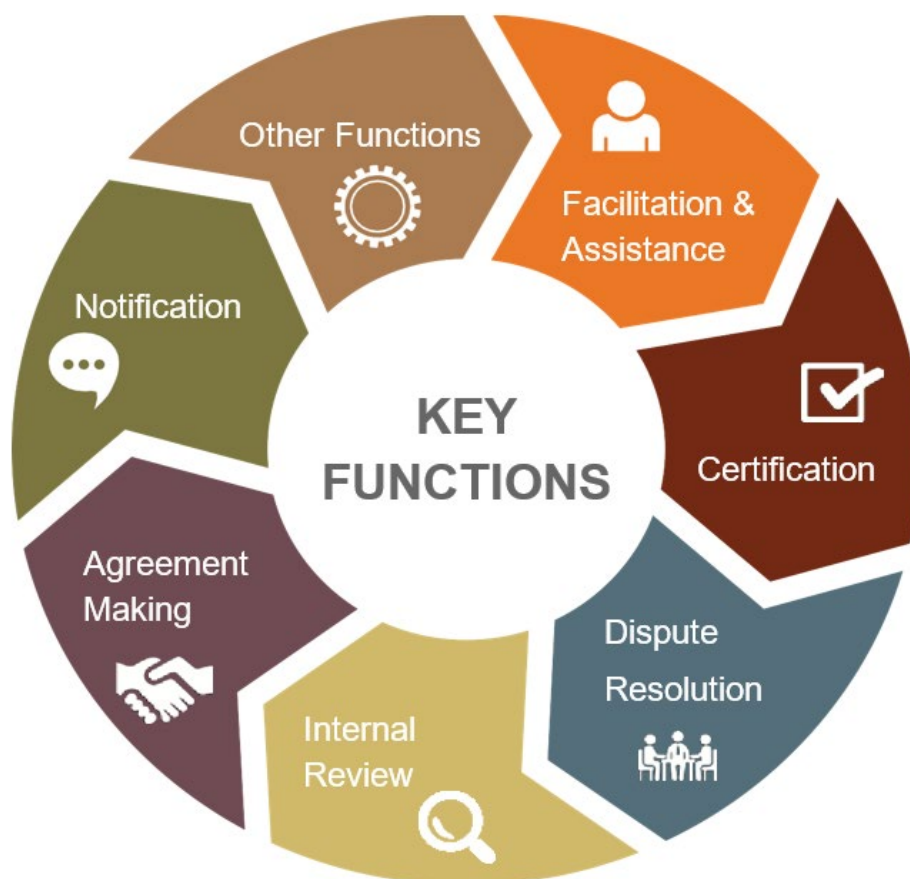 KEY
FUNCTIONS
Facilitation &
Assistance
Certification
Dispute
Resolution
Internal
Review
Agreement
Making
Notification
Other Functions